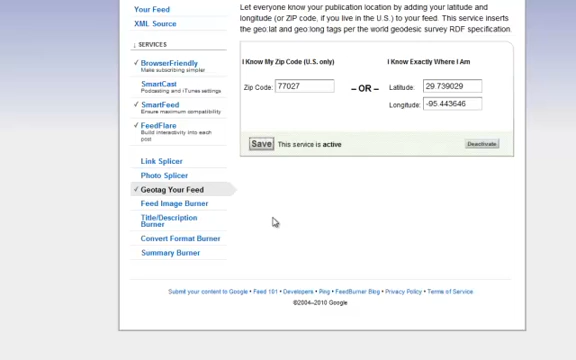 Your Feed
XML Source
↓ SERVICES
✓ BrowserFriendly
Make subscribing simpler
SmartCast
Podcasting and iTunes settings
✓ SmartFeed
Ensure maximum compatibility
✓ FeedFlare
Build interactivity into each
post
Link Splicer
Photo Splicer
✓ Geotag Your Feed
Feed Image Burner
Title/Description
Burner
Convert Format Burner
Summary Burner
Let everyone know your publication location by adding your latitude and
longitude (or ZIP code, if you live in the U.S.) to your feed. This service inserts
the geo:lat and geo:long tags per the world geodesic survey RDF specification.
I Know My Zip Code (U.S. only)
Zip Code: 77027
– OR –
I Know Exactly Where I Am
Latitude: 29.739029
Longitude: -95.443646
Save This service is active
Deactivate
Submit your content to Google • Feed 101 • Developers • Ping • FeedBurner Blog • Privacy Policy • Terms of Service
©2004–2010 Google